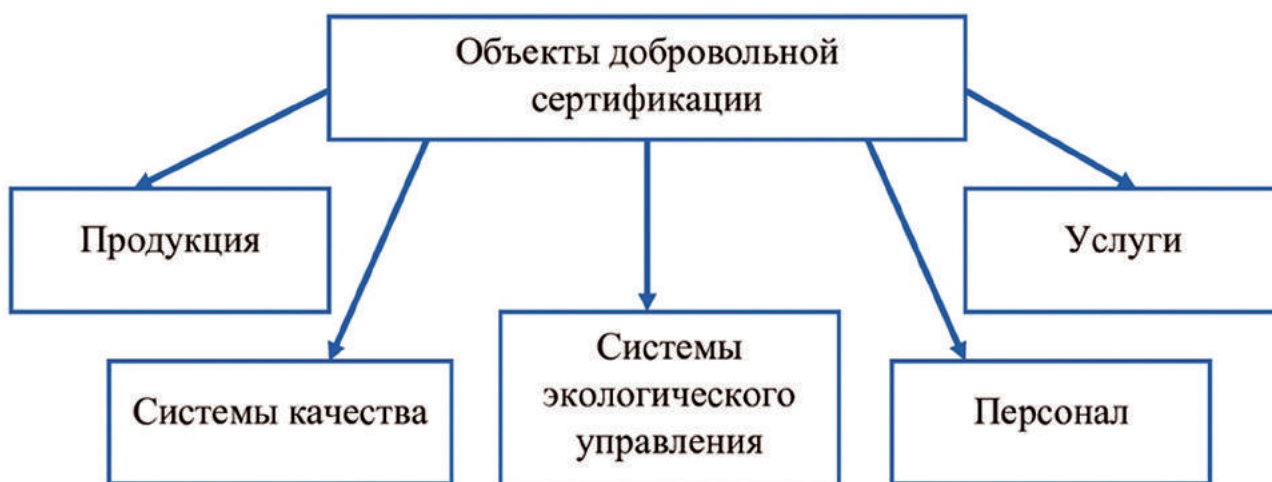 Объекты добровольной
сертификации
Продукция
Услуги
Системы качества
Системы
экологического
управления
Персонал